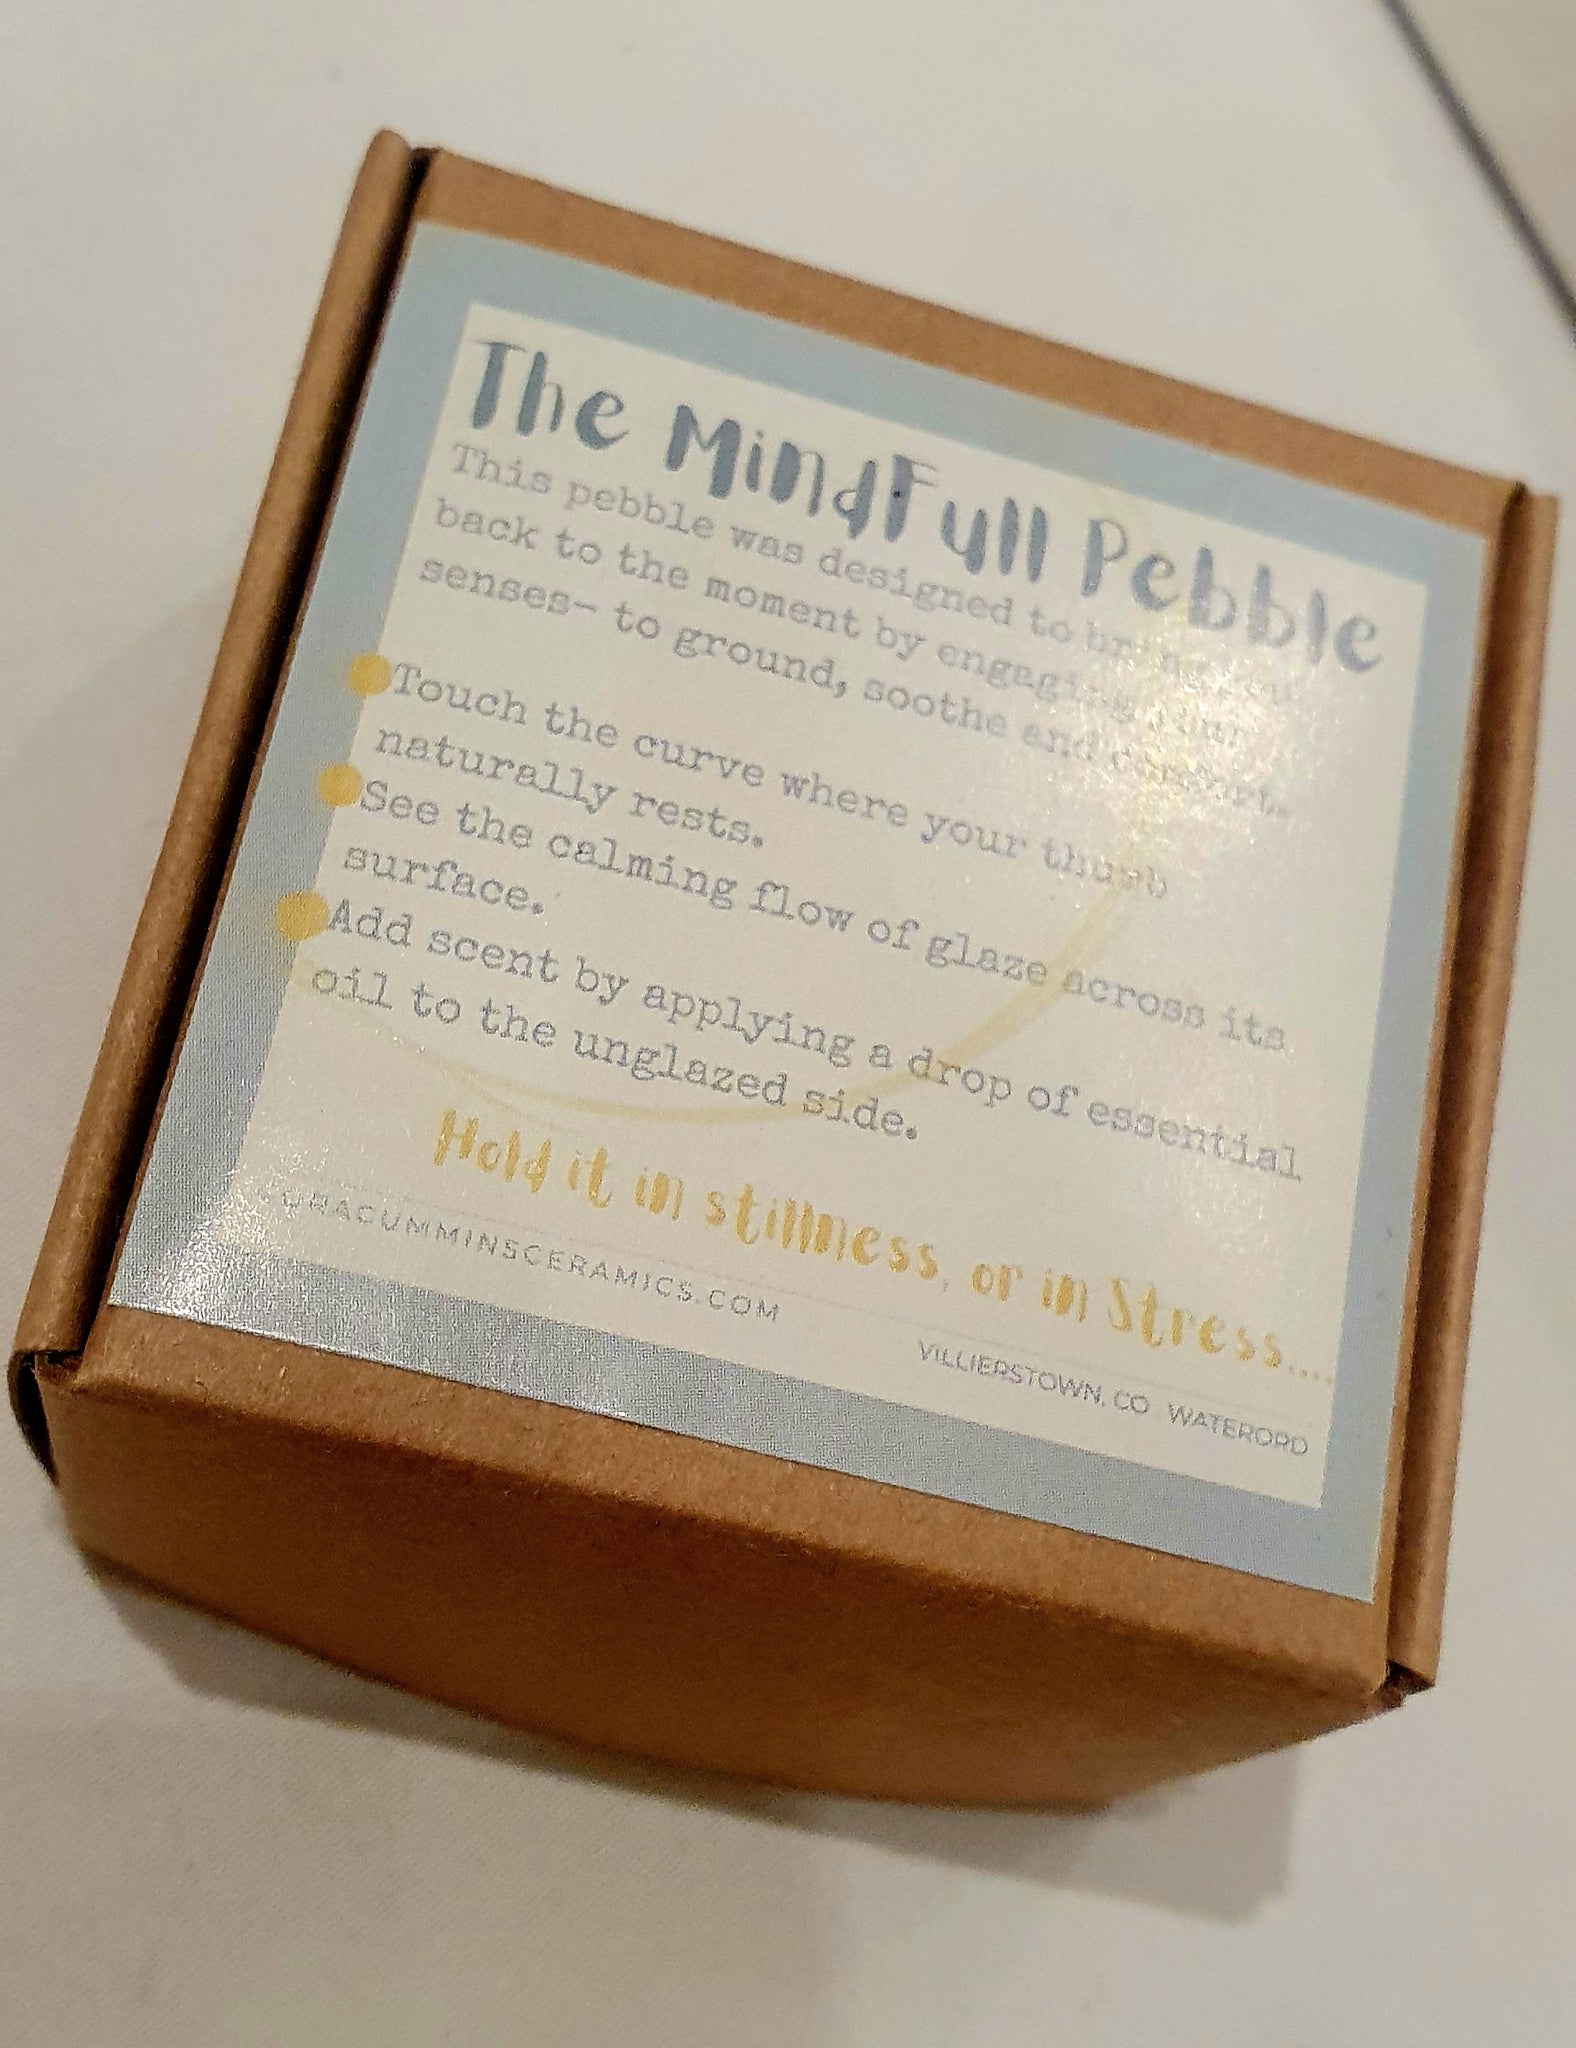 The MindFull Pebble
This pebble was designed to bring you
back to the moment by engaging your
senses- to ground, soothe and comfort..
Touch the curve where your thumb
naturally rests.
See the calming flow of glaze across its
surface.
Add scent by applying a drop of essential
oil to the unglazed side.
Hold it in stillness, or in Stress....
VILLIERSTOWN, CO WATERORD